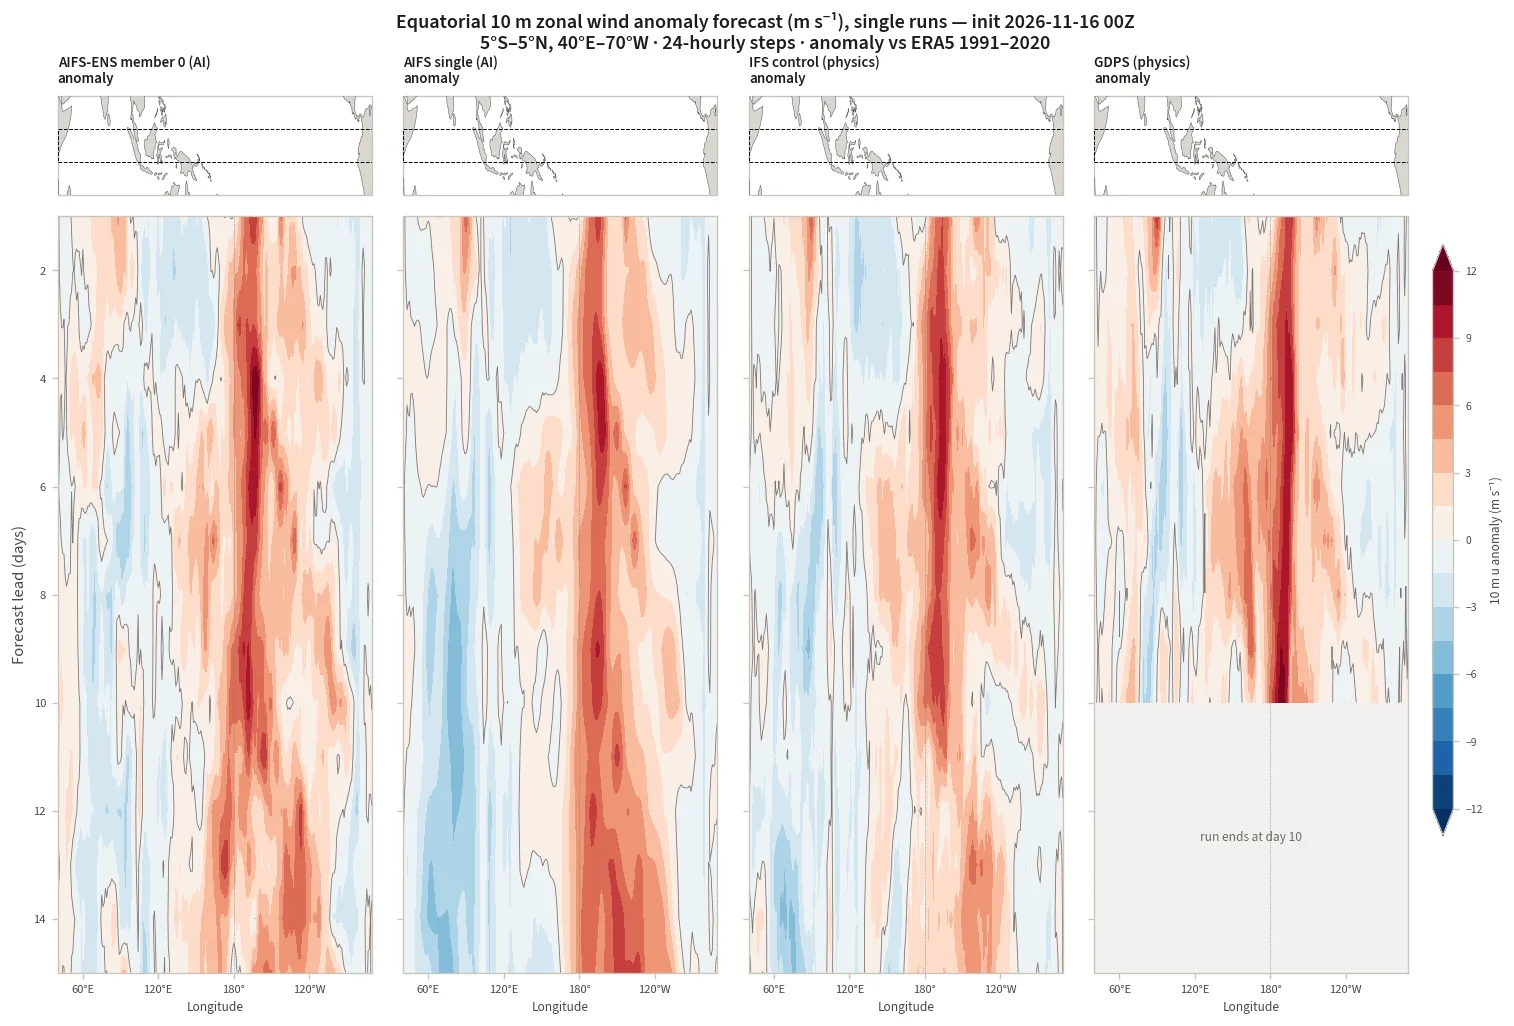 Equatorial 10 m zonal wind anomaly forecast (m s⁻¹), single runs — init 2026-11-16 00Z
5°S–5°N, 40°E–70°W · 24-hourly steps · anomaly vs ERA5 1991–2020
AIFS-ENS member 0 (AI)
anomaly
AIFS single (AI)
anomaly
IFS control (physics)
anomaly
GDPS (physics)
anomaly
Forecast lead (days)
2
4
6
8
10
12
14
run ends at day 10
60°E
120°E
180°
120°W
Longitude
60°E
120°E
180°
120°W
Longitude
60°E
120°E
180°
120°W
Longitude
60°E
120°E
180°
120°W
Longitude
12
9
6
3
0
−3
−6
−9
−12
10 m u anomaly (m s⁻¹)